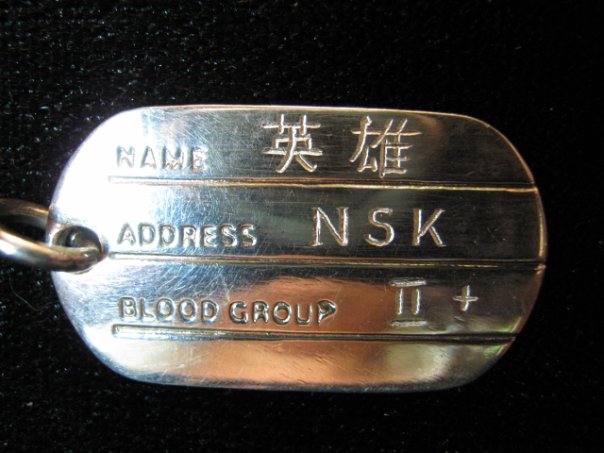 NAME 英雄
ADDRESS NSK
BLOOD GROUP II +